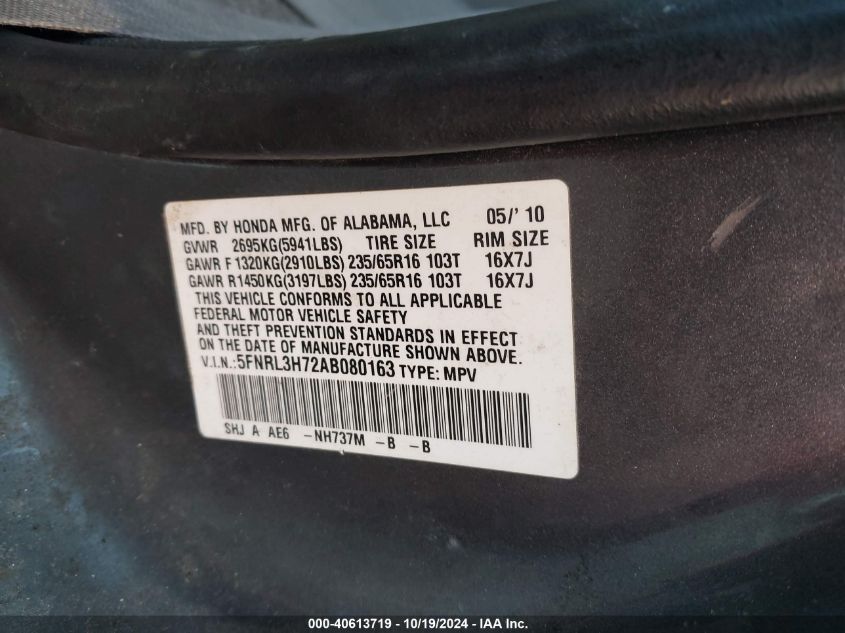 MFD. BY HONDA MFG. OF ALABAMA, LLC 05/' 10
GVWR 2695KG(5941LBS) TIRE SIZE RIM SIZE
GAWR F 1320KG(2910LBS) 235/65R16 103T 16X7J
GAWR R1450KG(3197LBS) 235/65R16 103T 16X7J
THIS VEHICLE CONFORMS TO ALL APPLICABLE
FEDERAL MOTOR VEHICLE SAFETY
AND THEFT PREVENTION STANDARDS IN EFFECT
ON THE DATE OF MANUFACTURE SHOWN ABOVE.
V.I.N.:5FNRL3H72AB080163 TYPE: MPV
SHJ A AE6 -NH737M -B -B
000-40613719 - 10/19/2024 - IAA Inc.